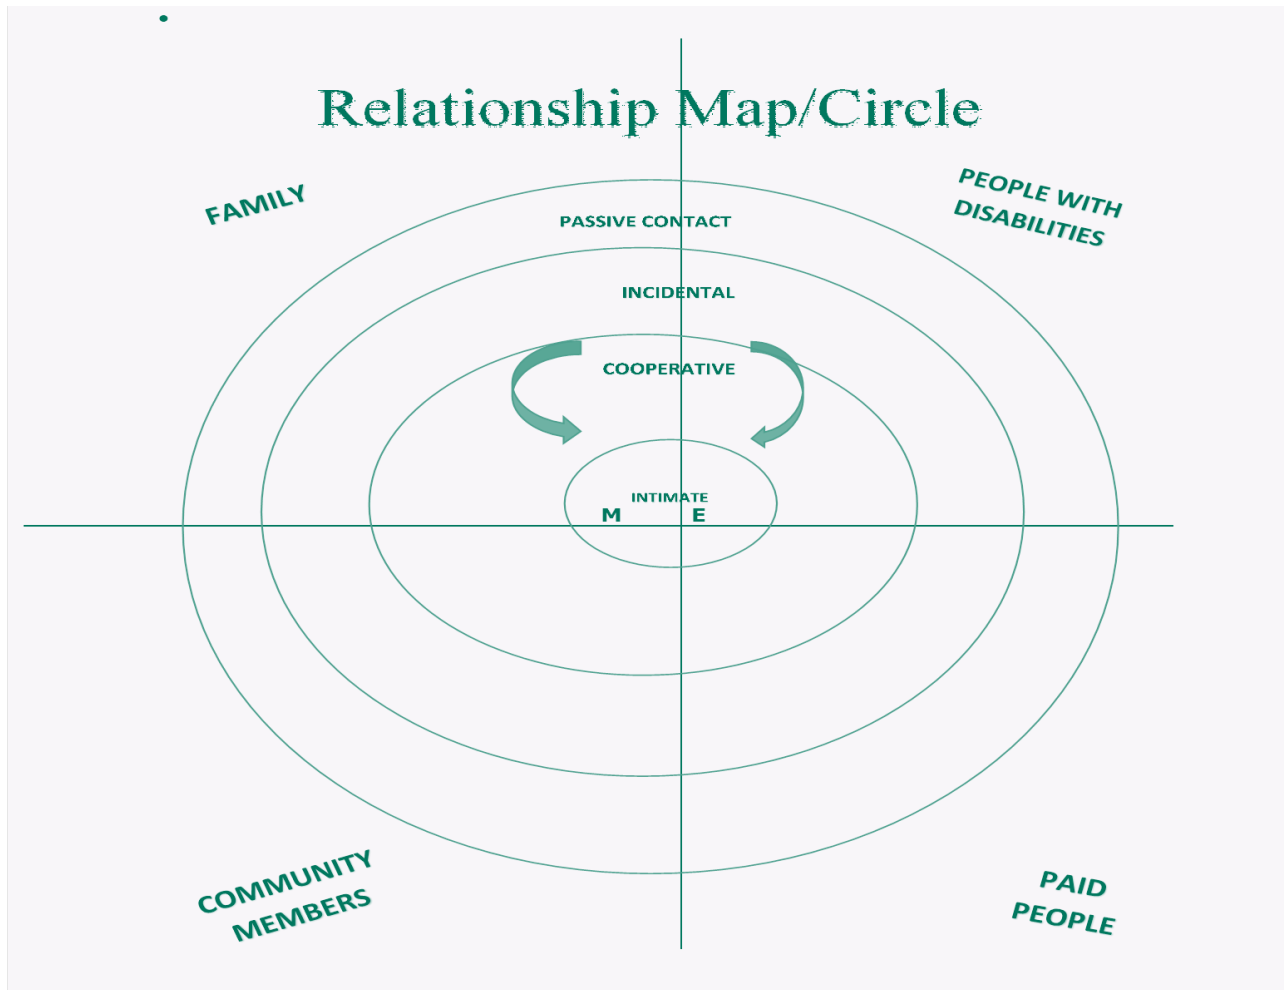 Relationship Map/Circle
FAMILY
PEOPLE WITH
DISABILITIES
PASSIVE CONTACT
INCIDENTAL
COOPERATIVE
INTIMATE
M E
COMMUNITY
MEMBERS
PAID
PEOPLE